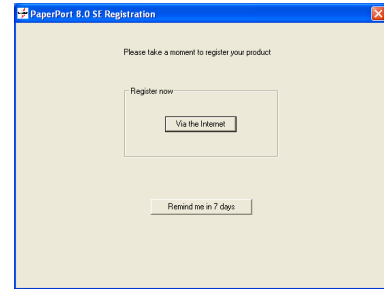 PaperPort 8.0 SE Registration
Please take a moment to register your product
Register now
Via the Internet
Remind me in 7 days